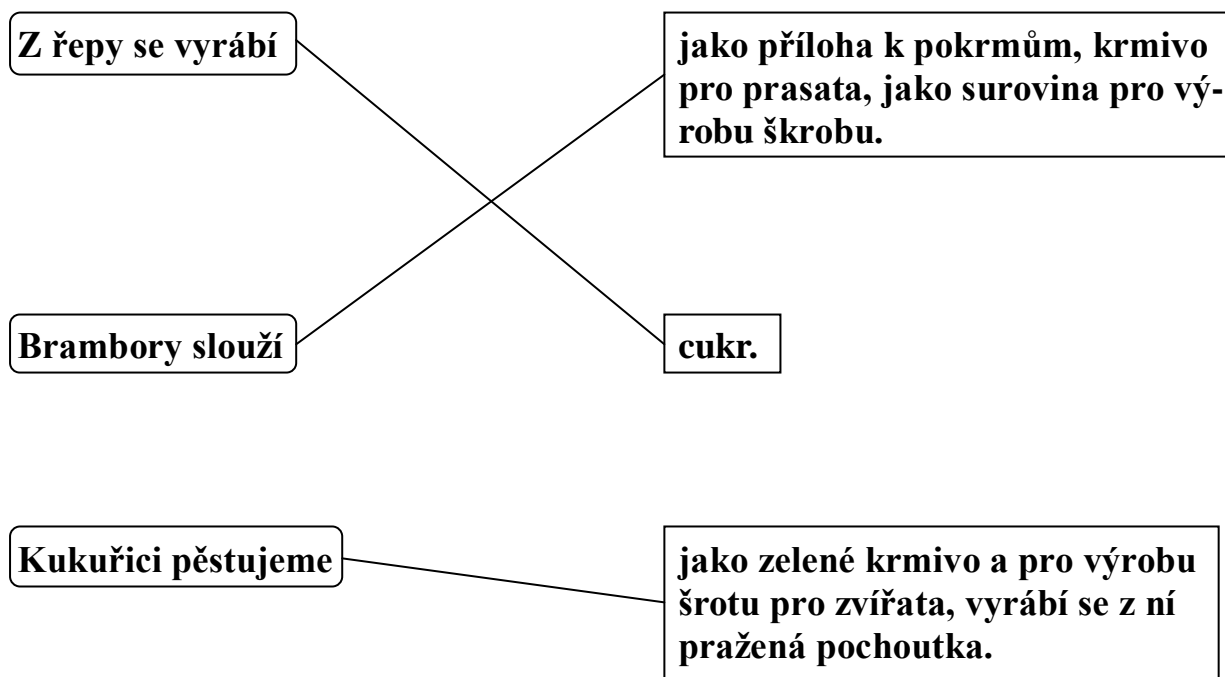 Z řepy se vyrábí
jako příloha k pokrmům, krmivo
pro prasata, jako surovina pro vý-
robu škrobu.
Brambory slouží
cukr.
Kukuřici pěstujeme
jako zelené krmivo a pro výrobu
šrotu pro zvířata, vyrábí se z ní
pražená pochoutka.